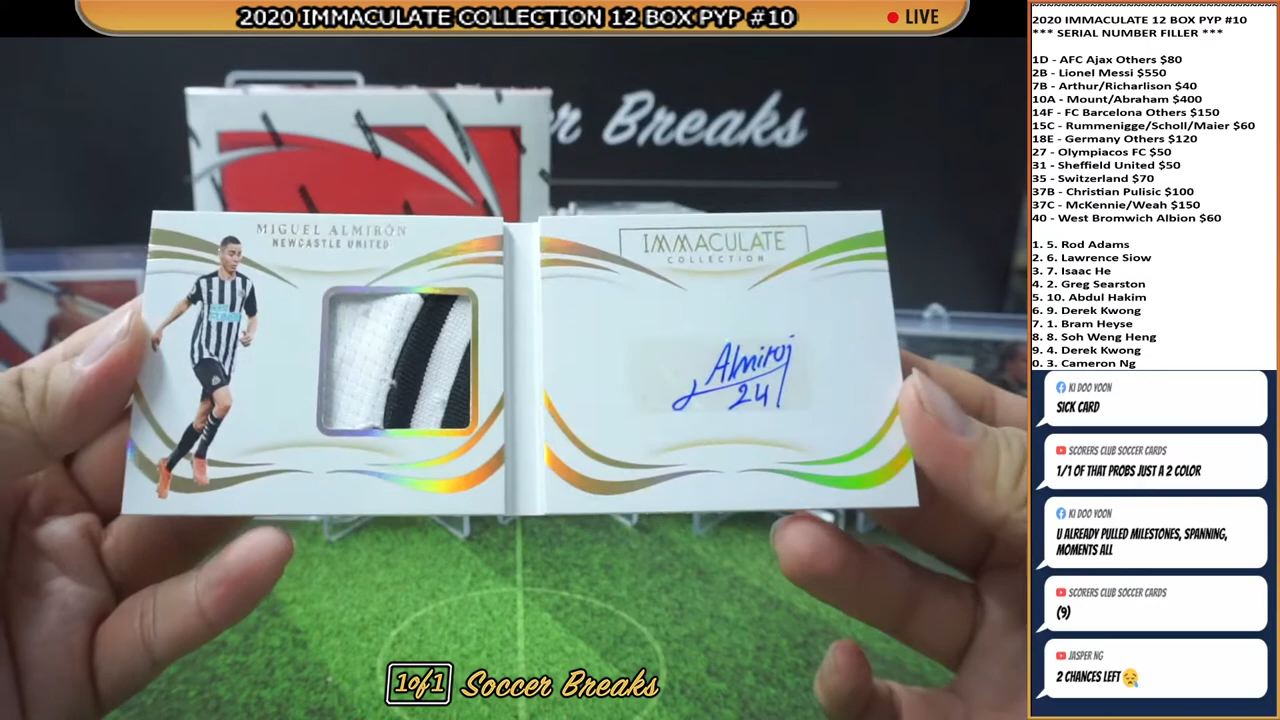 2020 IMMACULATE COLLECTION 12 BOX PYP #10
LIVE
Soccer Breaks
MIGUEL ALMIRÓN
NEWCASTLE UNITED
IMMACULATE
COLLECTION
Almiron
24
1of1 Soccer Breaks
2020 IMMACULATE 12 BOX PYP #10
*** SERIAL NUMBER FILLER ***
1D - AFC Ajax Others $80
2B - Lionel Messi $550
7B - Arthur/Richarlison $40
10A - Mount/Abraham $400
14F - FC Barcelona Others $150
15C - Rummenigge/Scholl/Maier $60
18E - Germany Others $120
27 - Olympiacos FC $50
31 - Sheffield United $50
35 - Switzerland $70
37B - Christian Pulisic $100
37C - McKennie/Weah $150
40 - West Bromwich Albion $60
1. 5. Rod Adams
2. 6. Lawrence Siow
3. 7. Isaac He
4. 2. Greg Searston
5. 10. Abdul Hakim
6. 9. Derek Kwong
7. 1. Bram Heyse
8. 8. Soh Weng Heng
9. 4. Derek Kwong
0. 3. Cameron Ng
KI DOO YOON
SICK CARD
SCORERS CLUB SOCCER CARDS
1/1 OF THAT PROBS JUST A 2 COLOR
KI DOO YOON
U ALREADY PULLED MILESTONES, SPANNING,
MOMENTS ALL
SCORERS CLUB SOCCER CARDS
(9)
JASPER NG
2 CHANCES LEFT😪